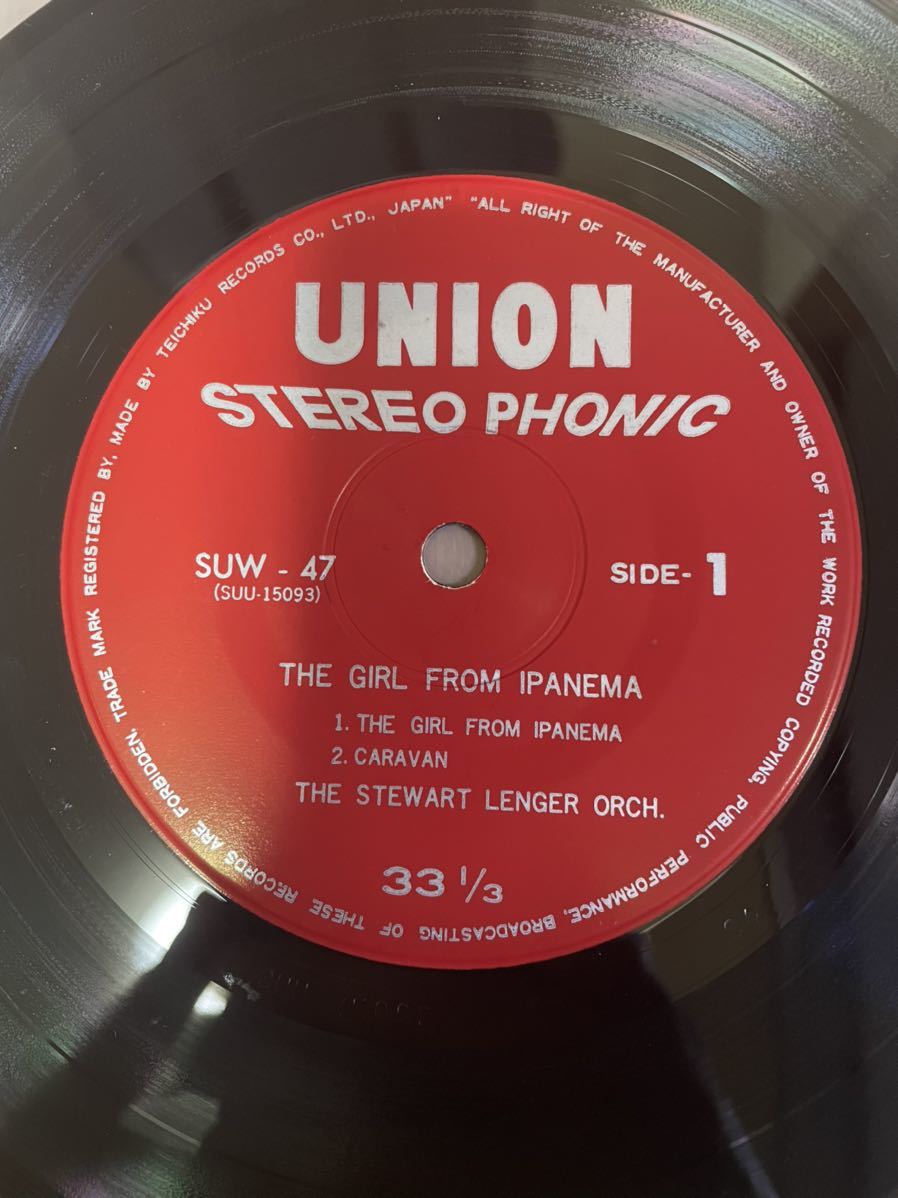 "ALL RIGHT OF THE MANUFACTURER AND OWNER OF THE WORK RECORDED COPYING, PUBLIC PERFORMANCE, BROADCASTING OF THESE RECORDS ARE FORBIDDEN, TRADE MARK REGISTERED BY, MADE BY TEICHIKU RECORDS CO., LTD., JAPAN"
UNION
STEREO PHONIC
SUW - 47
(SUU-15093)
SIDE-1
THE GIRL FROM IPANEMA
1. THE GIRL FROM IPANEMA
2. CARAVAN
THE STEWART LENGER ORCH.
33 1/3